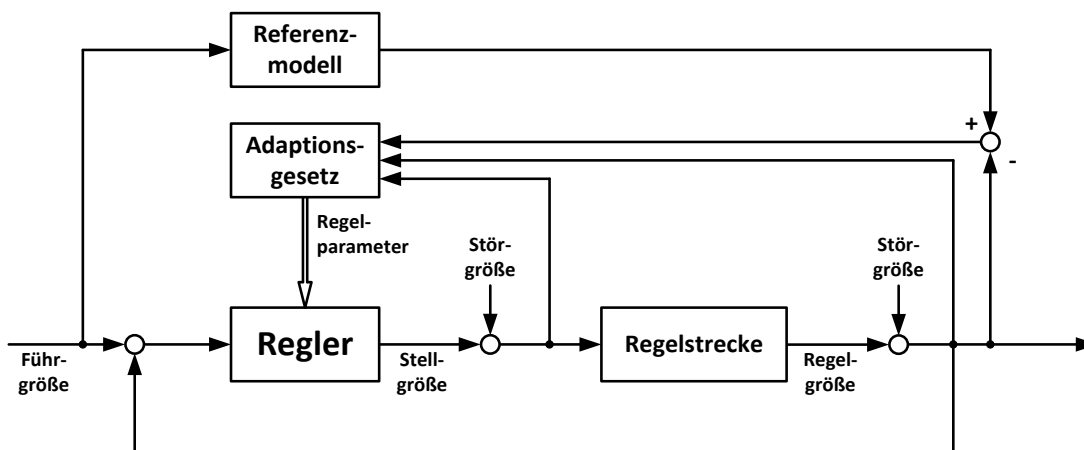 Referenz-
modell
+
Adaptions-
gesetz
-
Regel-
parameter
Stör-
größe
Stör-
größe
Führ-
größe
Regler
Stell-
größe
Regelstrecke
Regel-
größe